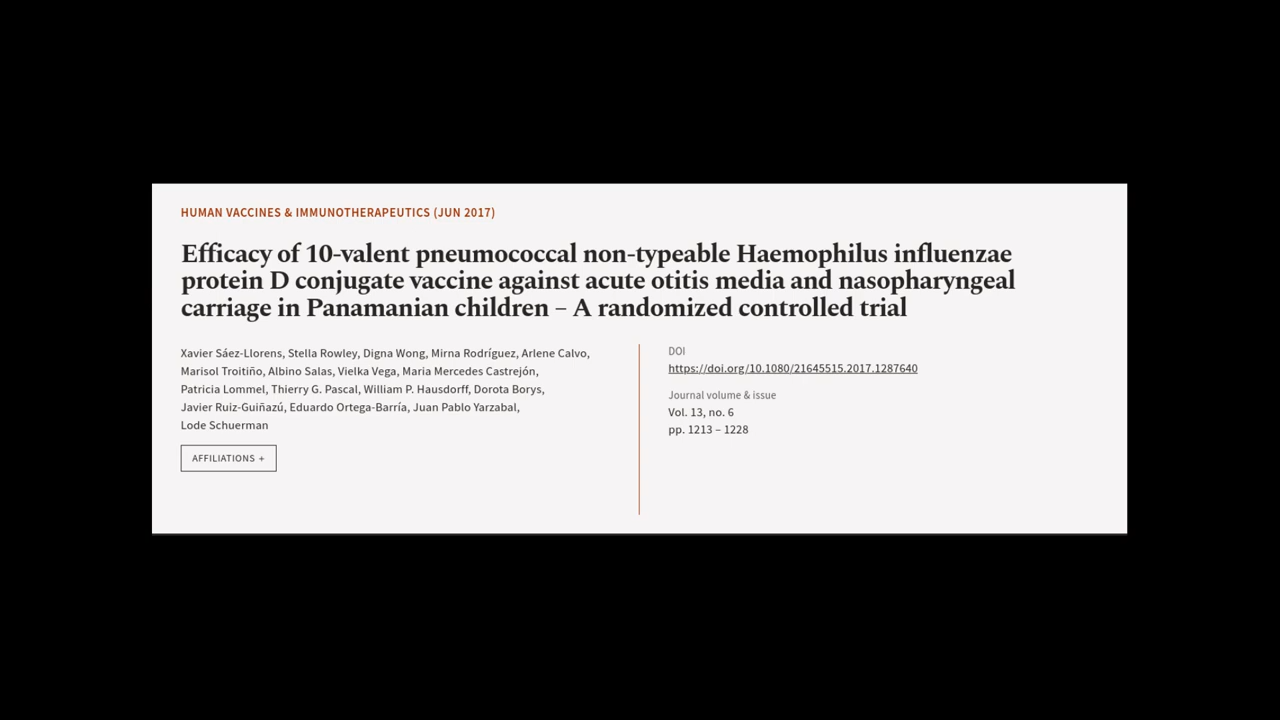 HUMAN VACCINES & IMMUNOTHERAPEUTICS (JUN 2017)
Efficacy of 10-valent pneumococcal non-typeable Haemophilus influenzae
protein D conjugate vaccine against acute otitis media and nasopharyngeal
carriage in Panamanian children – A randomized controlled trial
Xavier Sáez-Llorens, Stella Rowley, Digna Wong, Mirna Rodríguez, Arlene Calvo,
Marisol Troitiño, Albino Salas, Vielka Vega, Maria Mercedes Castrejón,
Patricia Lommel, Thierry G. Pascal, William P. Hausdorff, Dorota Borys,
Javier Ruiz-Guiñazú, Eduardo Ortega-Barría, Juan Pablo Yarzabal,
Lode Schuerman
AFFILIATIONS +
DOI
https://doi.org/10.1080/21645515.2017.1287640
Journal volume & issue
Vol. 13, no. 6
pp. 1213 – 1228